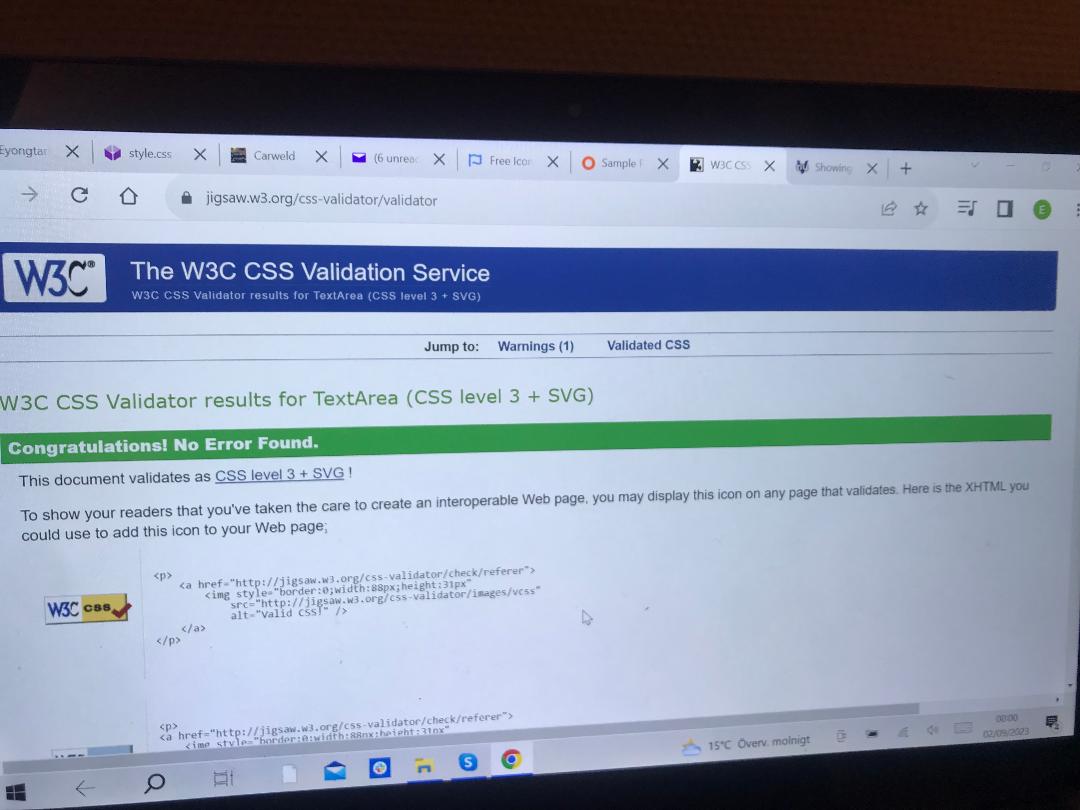 Eyongtar
style.css
Carweld
(6 unrea
Free Icon
Sample
W3C CSS
Showing
jigsaw.w3.org/css-validator/validator
E
W3C®
The W3C CSS Validation Service
W3C CSS Validator results for TextArea (CSS level 3 + SVG)
Jump to: Warnings (1) Validated CSS
W3C CSS Validator results for TextArea (CSS level 3 + SVG)
Congratulations! No Error Found.
This document validates as CSS level 3 + SVG !
To show your readers that you've taken the care to create an interoperable Web page, you may display this icon on any page that validates. Here is the XHTML you
could use to add this icon to your Web page:
<p>
<a href="http://jigsaw.w3.org/css-validator/check/referer">
<img style="border:0;width:88px;height:31px"
src="http://jigsaw.w3.org/css-validator/images/vcss"
alt="Valid CSS!" />
</a>
</p>
W3C css
<p>
<a href="http://jigsaw.w3.org/css-validator/check/referer">
<img style="border:0;width:88px;height:31px"
15°C Överv. molnigt
00:00
02/09/2023